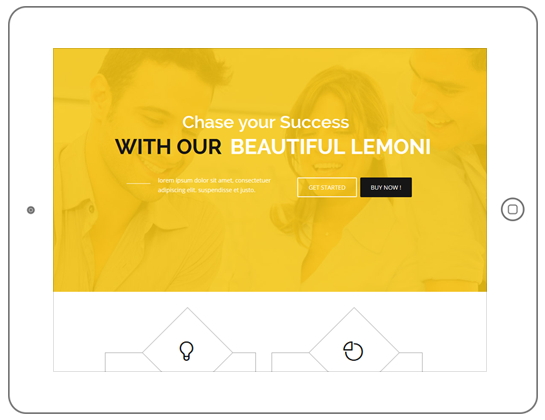 Chase your Success
WITH OUR BEAUTIFUL LEMONI
lorem ipsum dolor sit amet, consectetuer
adipiscing elit. suspendisse et justo.
GET STARTED
BUY NOW !